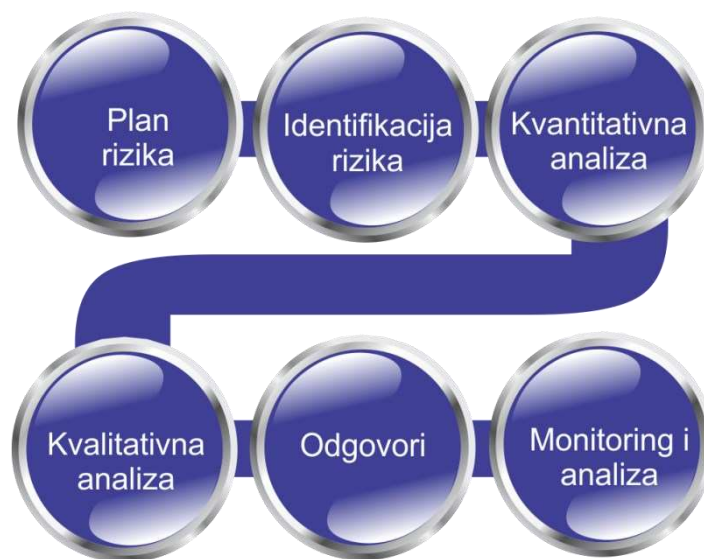 Plan
rizika
Identifikacija
rizika
Kvantitativna
analiza
Kvalitativna
analiza
Odgovori
Monitoring i
analiza